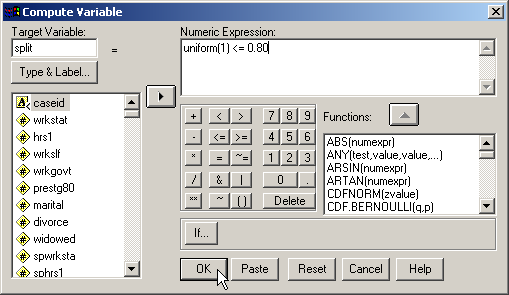 Compute Variable
Target Variable:
split
=
Numeric Expression:
uniform(1) <= 0.80
Type & Label...
caseid
wrkstat
hrs1
wrkslf
wrkgovt
prestg80
marital
divorce
widowed
spwrksta
sphrs1
+ < > 7 8 9
- <= >= 4 5 6
* = ~= 1 2 3
/ & | 0 .
** ~ ( ) Delete
Functions:
ABS(numexpr)
ANY(test,value,value,...)
ARSIN(numexpr)
ARTAN(numexpr)
CDFNORM(zvalue)
CDF.BERNOULLI(q,p)
If...
OK Paste Reset Cancel Help